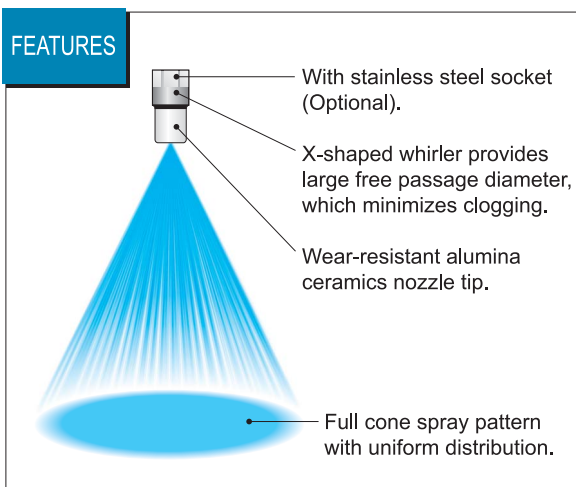 FEATURES
With stainless steel socket
(Optional).
X-shaped whirler provides
large free passage diameter,
which minimizes clogging.
Wear-resistant alumina
ceramics nozzle tip.
Full cone spray pattern
with uniform distribution.